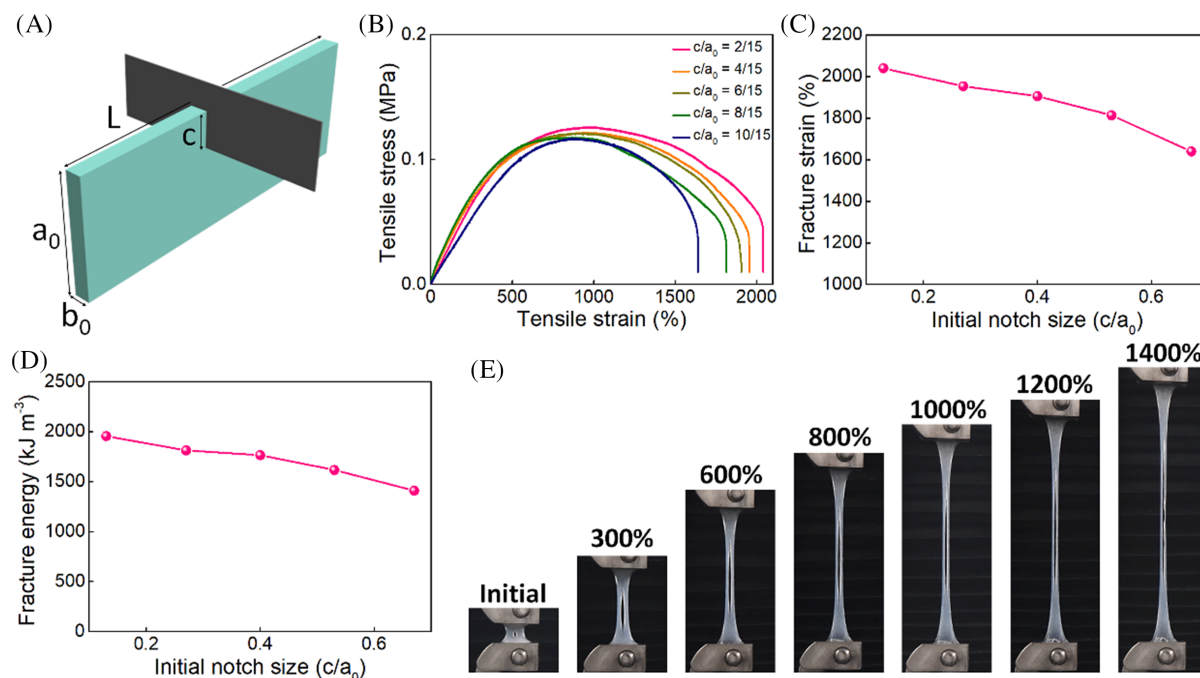 (A)
L
c
a₀
b₀
(B)
0.2
0.1
0.0
Tensile stress (MPa)
c/a₀ = 2/15
c/a₀ = 4/15
c/a₀ = 6/15
c/a₀ = 8/15
c/a₀ = 10/15
0 500 1000 1500 2000
Tensile strain (%)
(C)
2200
2000
1800
1600
1400
1200
1000
Fracture strain (%)
0.2 0.4 0.6
Initial notch size (c/a₀)
(D)
2500
2000
1500
1000
500
0
Fracture energy (kJ m⁻³)
0.2 0.4 0.6
Initial notch size (c/a₀)
(E)
Initial
300%
600%
800%
1000%
1200%
1400%